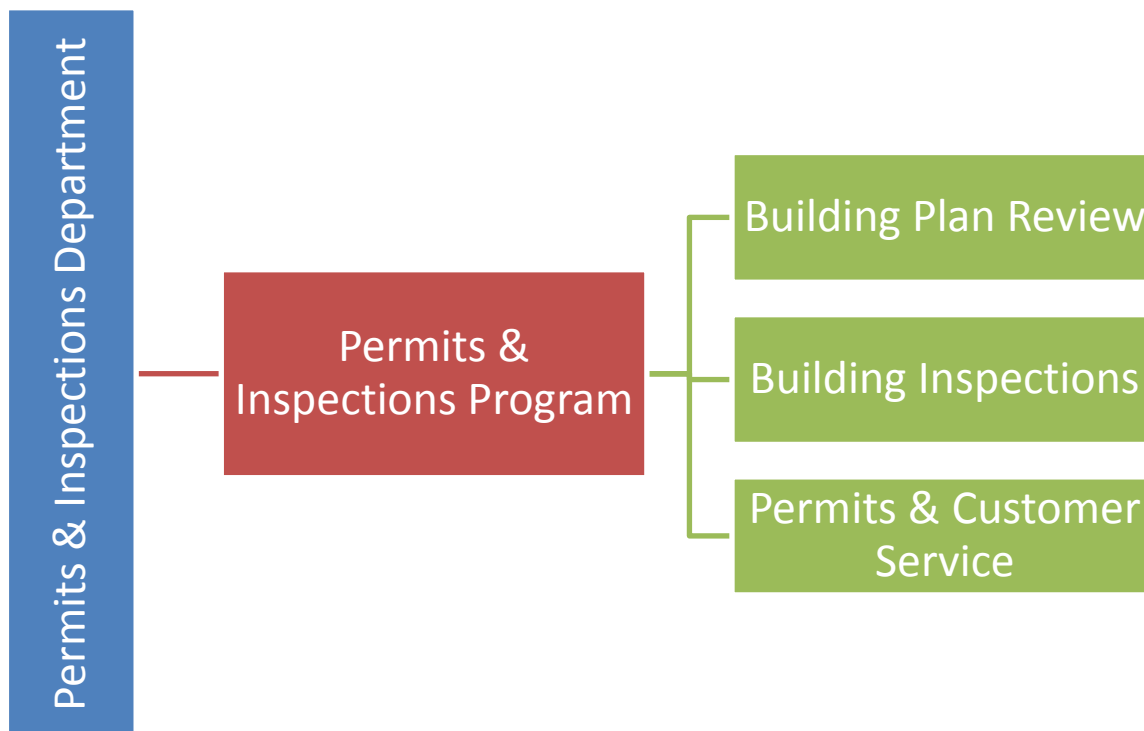 Permits & Inspections Department
Permits &
Inspections Program
Building Plan Review
Building Inspections
Permits & Customer
Service